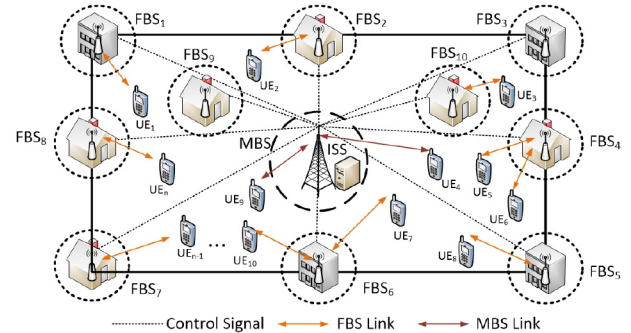 FBS1
FBS2
FBS3
FBS9
FBS10
UE2
UE1
UE3
FBS8
MBS
ISS
FBS4
UEn
UE9
UE4
UE5
UE6
UE7
UEn-1
...
UE10
UE8
FBS7
FBS6
FBS5
Control Signal
FBS Link
MBS Link